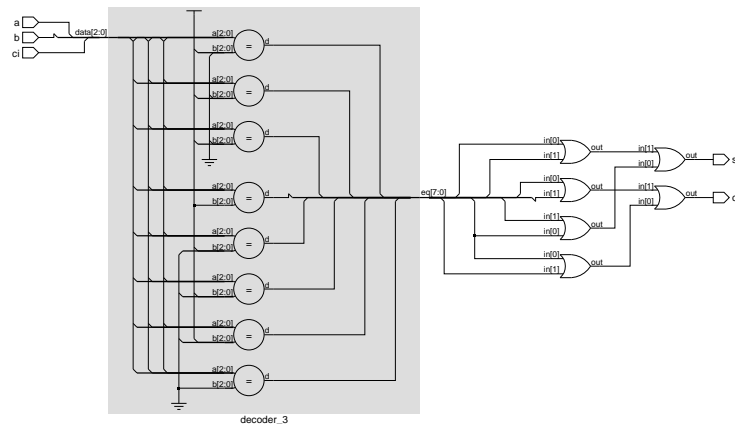 a
b
ci
data[2:0]
a[2:0]
b[2:0]
=
d
a[2:0]
b[2:0]
=
d
a[2:0]
b[2:0]
=
d
a[2:0]
b[2:0]
=
d
a[2:0]
b[2:0]
=
d
a[2:0]
b[2:0]
=
d
a[2:0]
b[2:0]
=
d
a[2:0]
b[2:0]
=
d
decoder_3
eq[7:0]
in[0]
in[1]
out
in[0]
in[1]
out
in[1]
in[0]
out
in[0]
in[1]
out
in[1]
in[0]
out
s
in[1]
in[0]
out